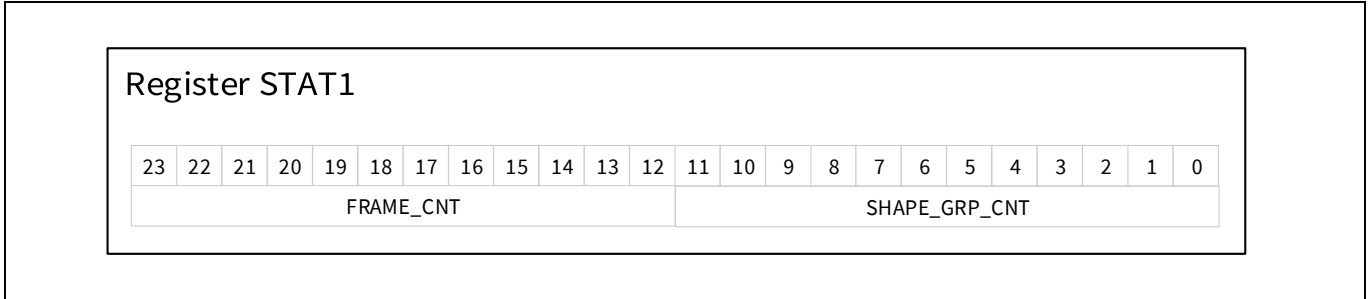 Register STAT1
23 22 21 20 19 18 17 16 15 14 13 12 11 10 9 8 7 6 5 4 3 2 1 0
FRAME_CNT SHAPE_GRP_CNT